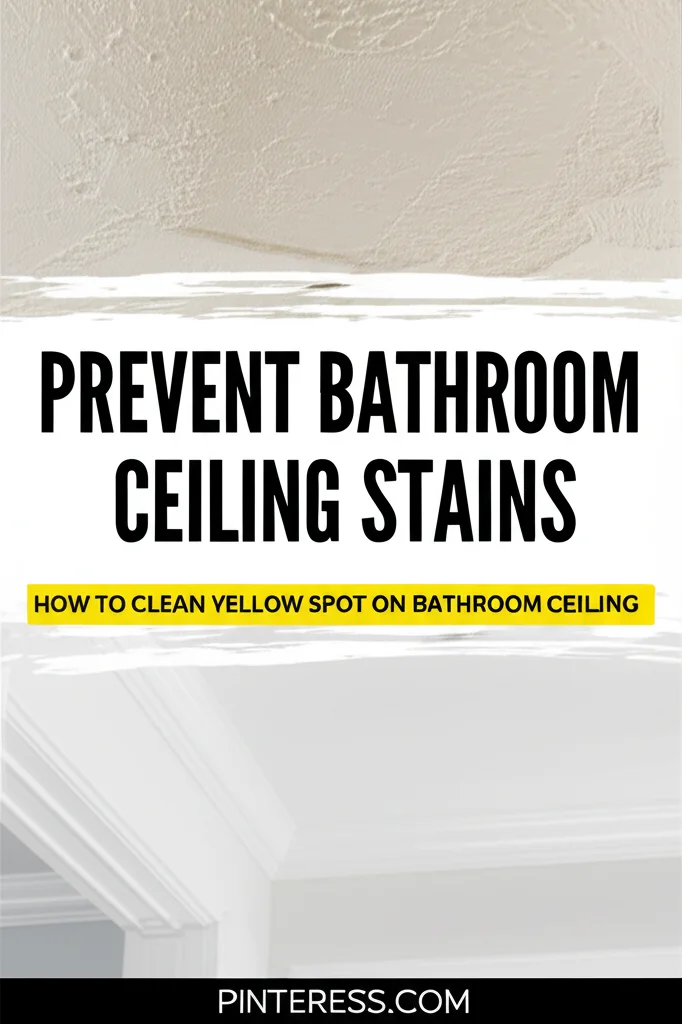 PREVENT BATHROOM
CEILING STAINS
HOW TO CLEAN YELLOW SPOT ON BATHROOM CEILING
PINTERESS.COM